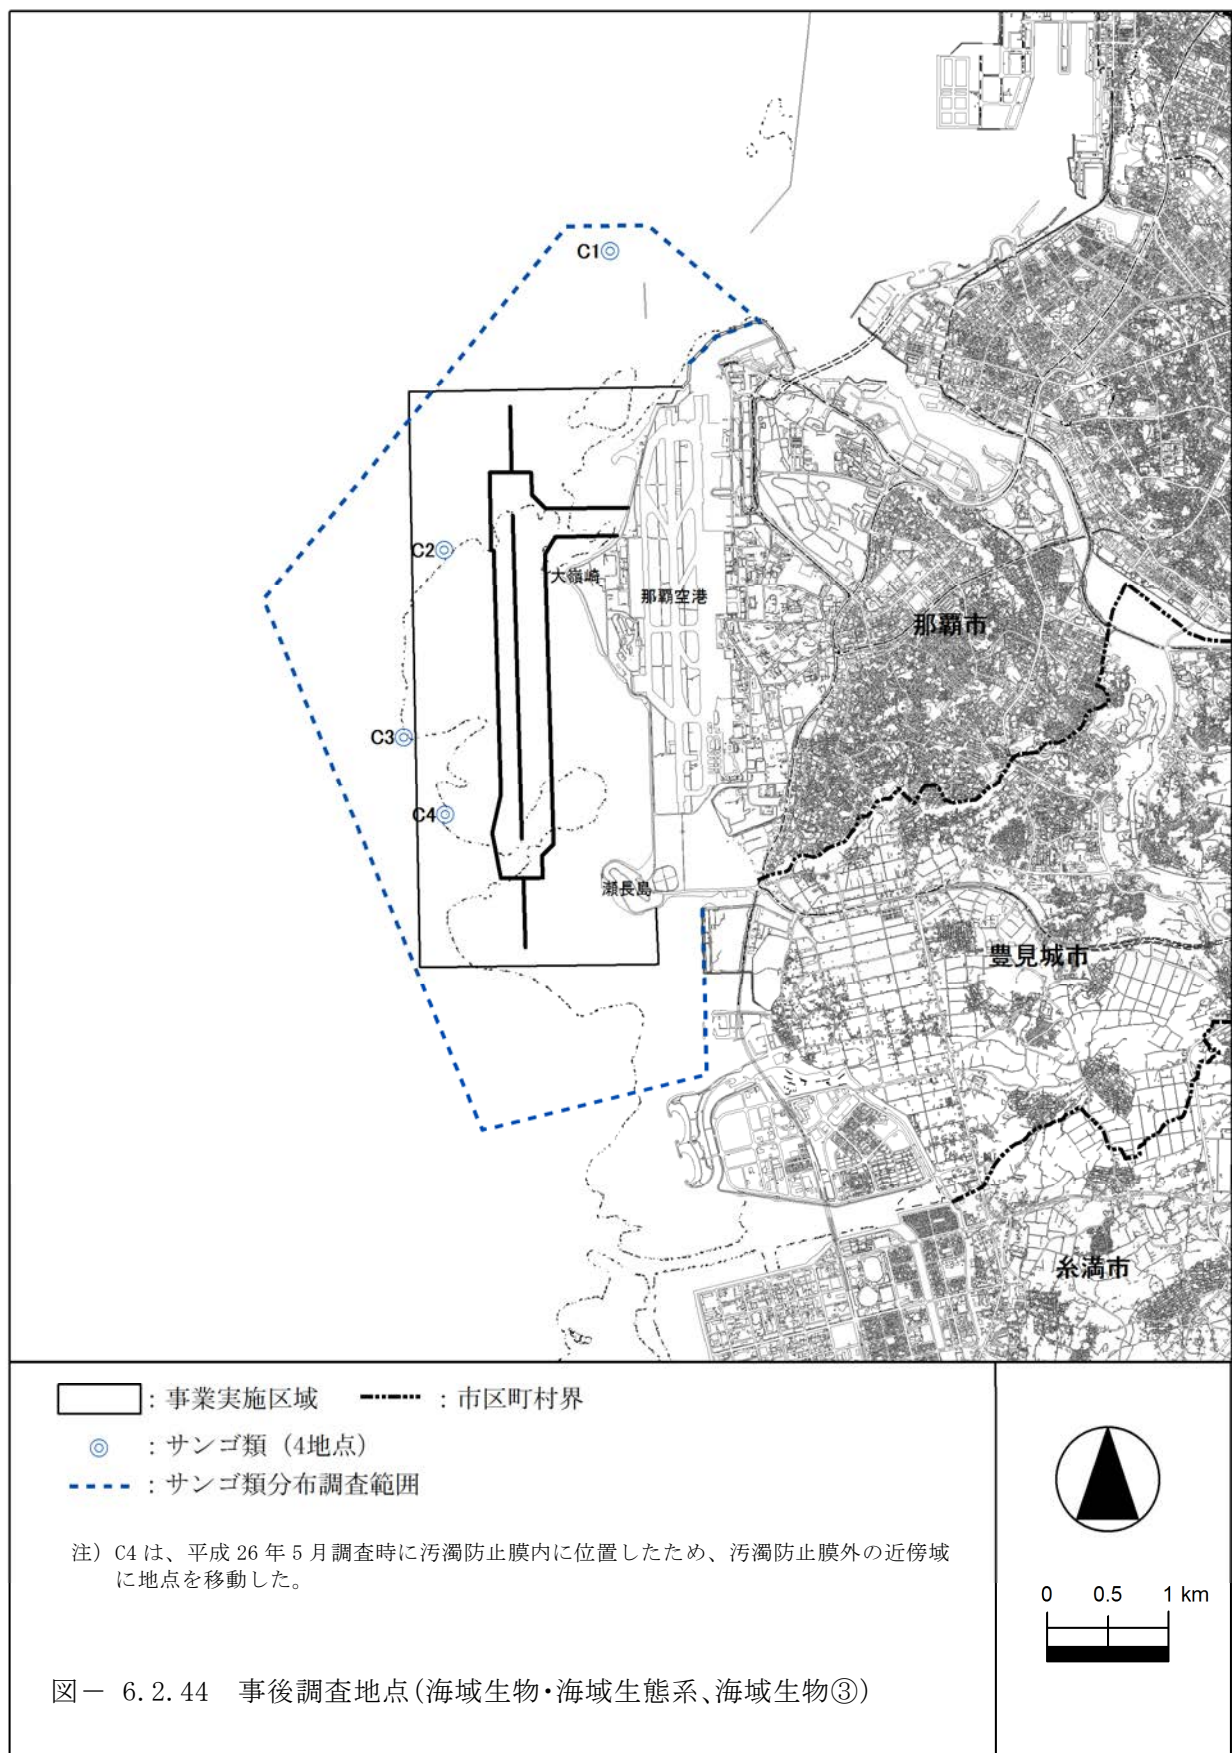 C1
C2
大嶺崎
那覇空港
那覇市
C3
C4
瀬長島
豊見城市
糸満市
：事業実施区域　：市区町村界
：サンゴ類（4地点）
：サンゴ類分布調査範囲
注）C4 は、平成 26 年 5 月調査時に汚濁防止膜内に位置したため、汚濁防止膜外の近傍域
に地点を移動した。
0 0.5 1 km
図－ 6.2.44　事後調査地点（海域生物・海域生態系、海域生物③）